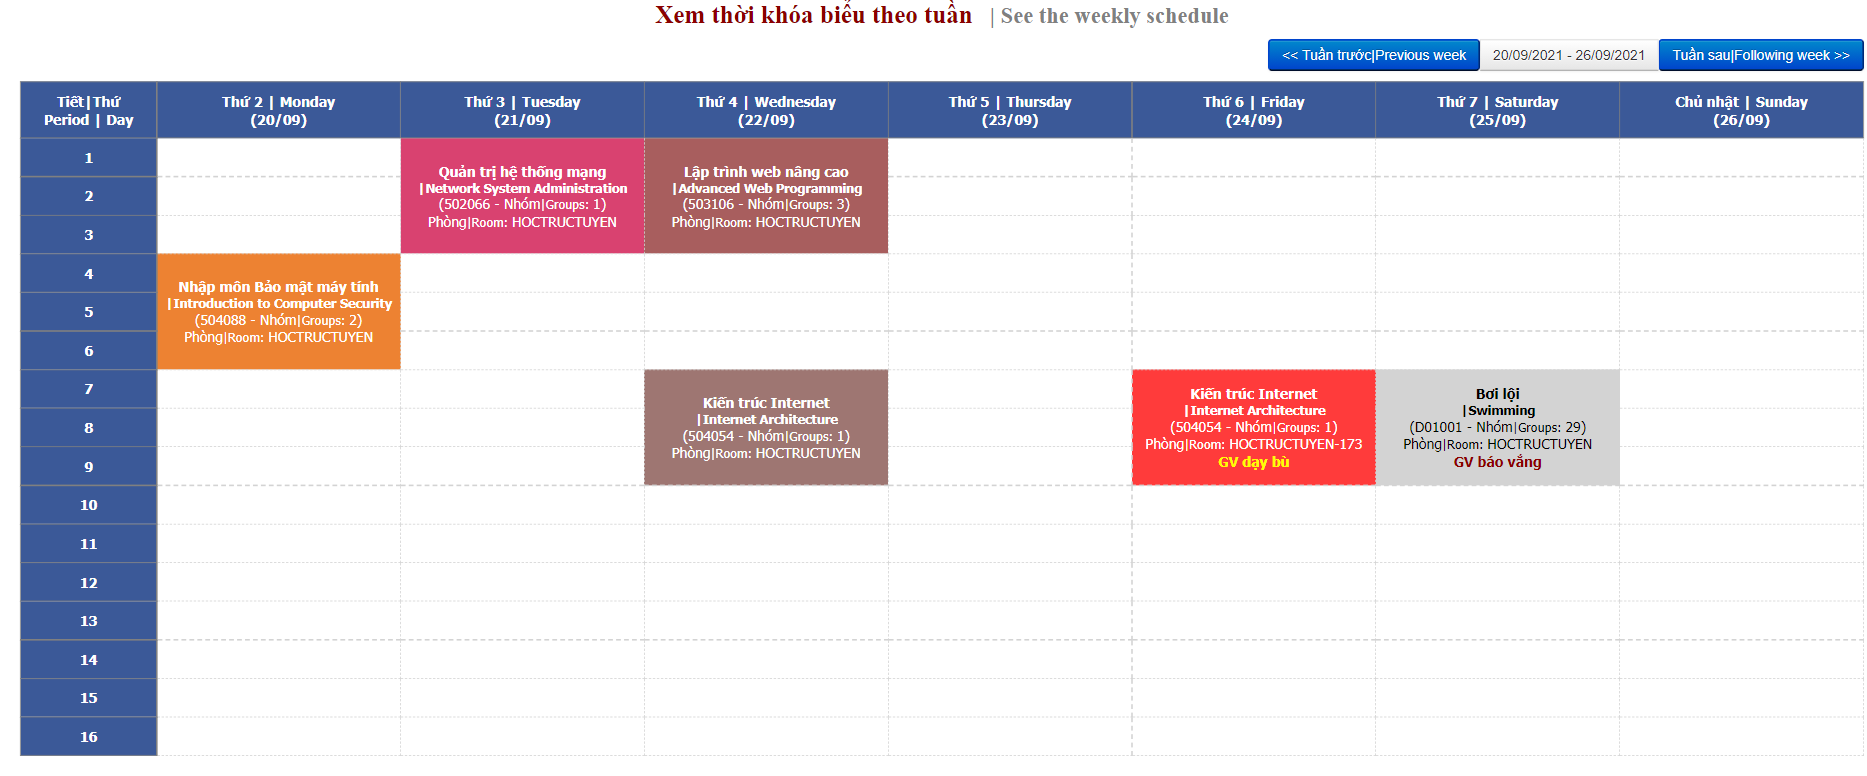 Xem thời khóa biểu theo tuần | See the weekly schedule
<< Tuần trước|Previous week 20/09/2021 - 26/09/2021 Tuần sau|Following week >>
Tiết|Thứ
Period | Day
Thứ 2 | Monday
(20/09)
Thứ 3 | Tuesday
(21/09)
Thứ 4 | Wednesday
(22/09)
Thứ 5 | Thursday
(23/09)
Thứ 6 | Friday
(24/09)
Thứ 7 | Saturday
(25/09)
Chủ nhật | Sunday
(26/09)
1
2
3
Quản trị hệ thống mạng
|Network System Administration
(502066 - Nhóm|Groups: 1)
Phòng|Room: HOCTRUCTUYEN
Lập trình web nâng cao
|Advanced Web Programming
(503106 - Nhóm|Groups: 3)
Phòng|Room: HOCTRUCTUYEN
4
5
6
Nhập môn Bảo mật máy tính
|Introduction to Computer Security
(504088 - Nhóm|Groups: 2)
Phòng|Room: HOCTRUCTUYEN
7
8
9
Kiến trúc Internet
|Internet Architecture
(504054 - Nhóm|Groups: 1)
Phòng|Room: HOCTRUCTUYEN
Kiến trúc Internet
|Internet Architecture
(504054 - Nhóm|Groups: 1)
Phòng|Room: HOCTRUCTUYEN-173
GV dạy bù
Bơi lội
|Swimming
(D01001 - Nhóm|Groups: 29)
Phòng|Room: HOCTRUCTUYEN
GV báo vắng
10
11
12
13
14
15
16